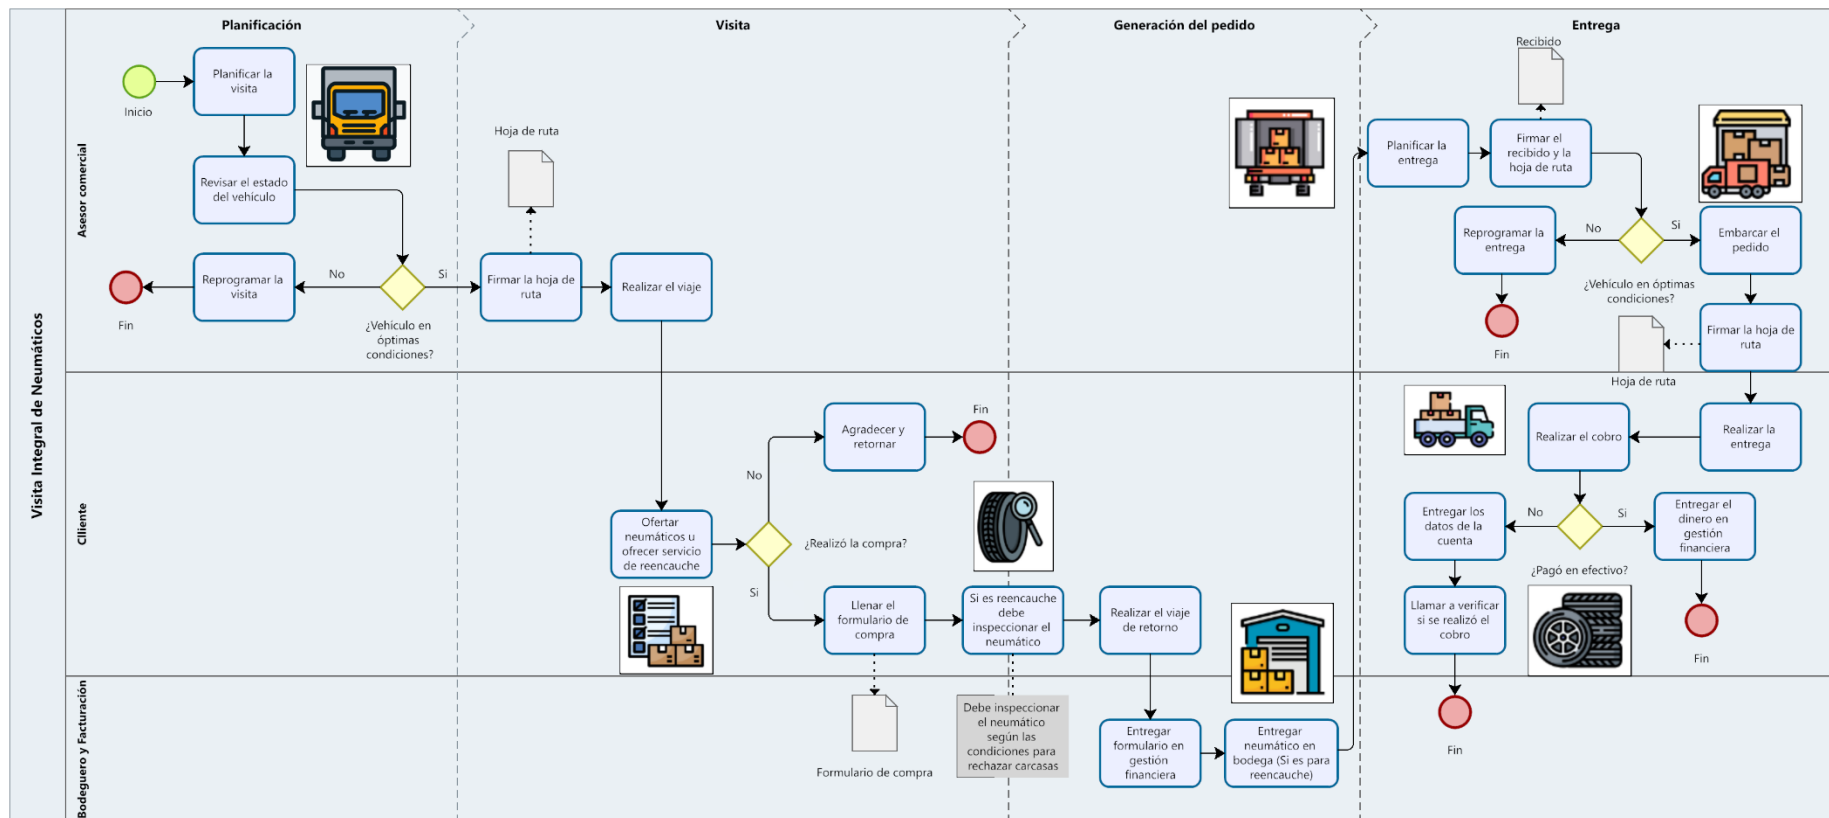 Planificación
Visita
Generación del pedido
Entrega
Visita Integral de Neumáticos
Asesor comercial
Inicio
Planificar la
visita
Revisar el estado
del vehículo
Reprogramar la
visita
Fin
No
Si
¿Vehículo en
óptimas
condiciones?
Hoja de ruta
Firmar la hoja de
ruta
Realizar el viaje
Recibido
Planificar la
entrega
Firmar el
recibido y la
hoja de ruta
Reprogramar la
entrega
No
Si
Embarcar el
pedido
¿Vehículo en óptimas
condiciones?
Fin
Firmar la hoja de
ruta
Hoja de ruta
Clliente
Agradecer y
retornar
Fin
No
Ofertar
neumáticos u
ofrecer servicio
de reencauche
¿Realizó la compra?
Si
Llenar el
formulario de
compra
Si es reencauche
debe
inspeccionar el
neumático
Realizar el viaje
de retorno
Realizar el cobro
Realizar la
entrega
Entregar los
datos de la
cuenta
No
Si
Entregar el
dinero en
gestión
financiera
¿Pagó en efectivo?
Llamar a verificar
si se realizó el
cobro
Fin
Bodeguero y Facturación
Formulario de compra
Debe inspeccionar
el neumático
según las
condiciones para
rechazar carcasas
Entregar
formulario en
gestión
financiera
Entregar
neumático en
bodega (Si es para
reencauche)
Fin